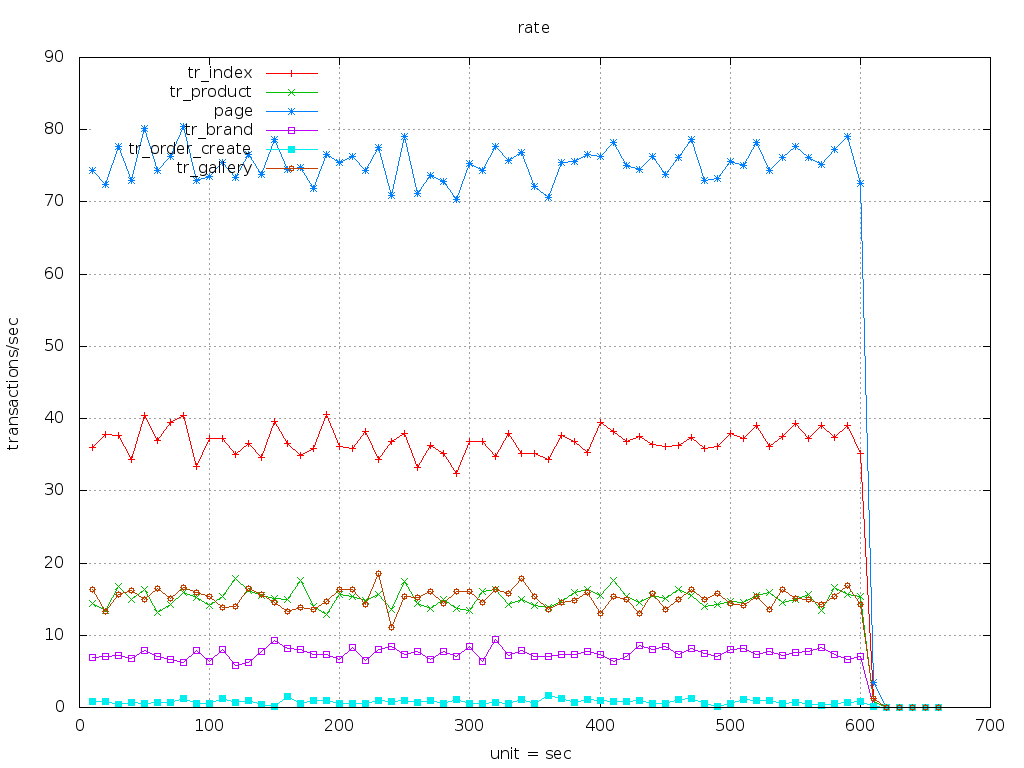 rate
90
80
70
60
50
40
30
20
10
0
transactions/sec
tr_index
tr_product
page
tr_brand
tr_order_create
tr_gallery
0 100 200 300 400 500 600 700
unit = sec